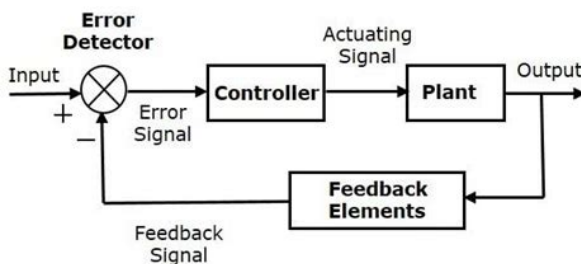 Error
Detector
Input
+
−
Error
Signal
Controller
Actuating
Signal
Plant
Output
Feedback
Elements
Feedback
Signal